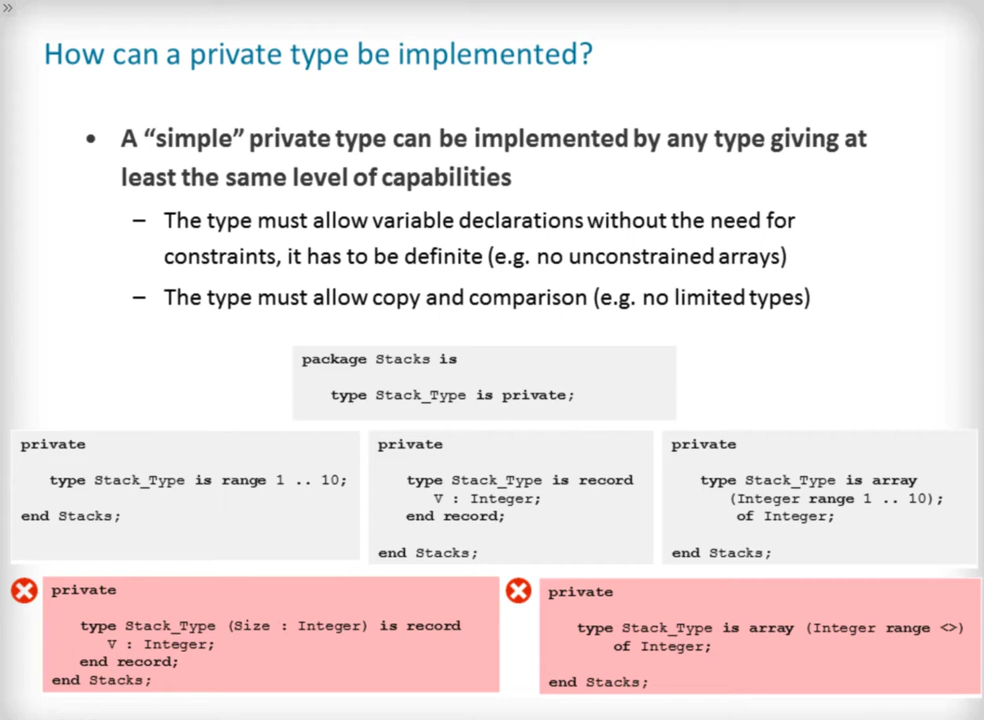 »
How can a private type be implemented?
• A “simple” private type can be implemented by any type giving at
least the same level of capabilities
– The type must allow variable declarations without the need for
constraints, it has to be definite (e.g. no unconstrained arrays)
– The type must allow copy and comparison (e.g. no limited types)
package Stacks is
type Stack_Type is private;
private
type Stack_Type is range 1 .. 10;
end Stacks;
private
type Stack_Type is record
V : Integer;
end record;
end Stacks;
private
type Stack_Type is array
(Integer range 1 .. 10);
of Integer;
end Stacks;
private
type Stack_Type (Size : Integer) is record
V : Integer;
end record;
end Stacks;
private
type Stack_Type is array (Integer range <>)
of Integer;
end Stacks;